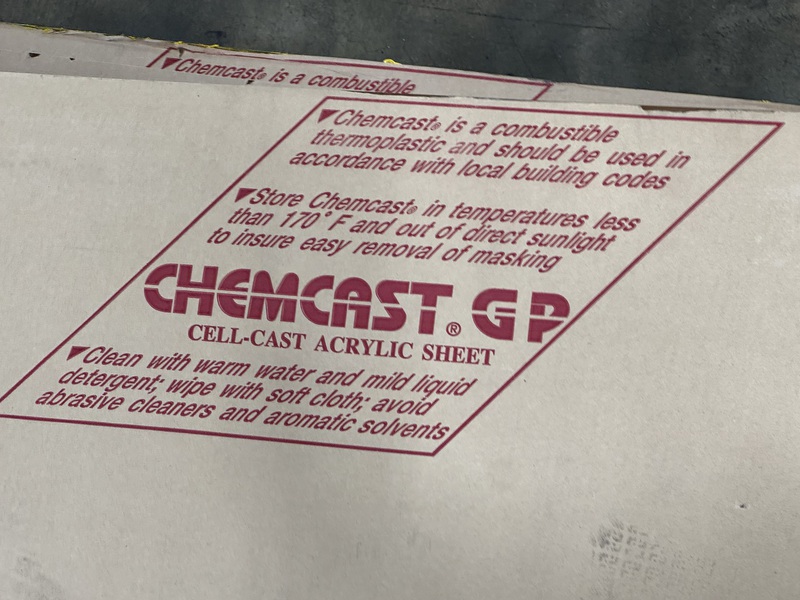 ▼Chemcast® is a combustible
▼Chemcast® is a combustible
thermoplastic and should be used in
accordance with local building codes
▼Store Chemcast® in temperatures less
than 170° F and out of direct sunlight
to insure easy removal of masking
CHEMCAST® GP
CELL-CAST ACRYLIC SHEET
▼Clean with warm water and mild liquid
detergent; wipe with soft cloth; avoid
abrasive cleaners and aromatic solvents